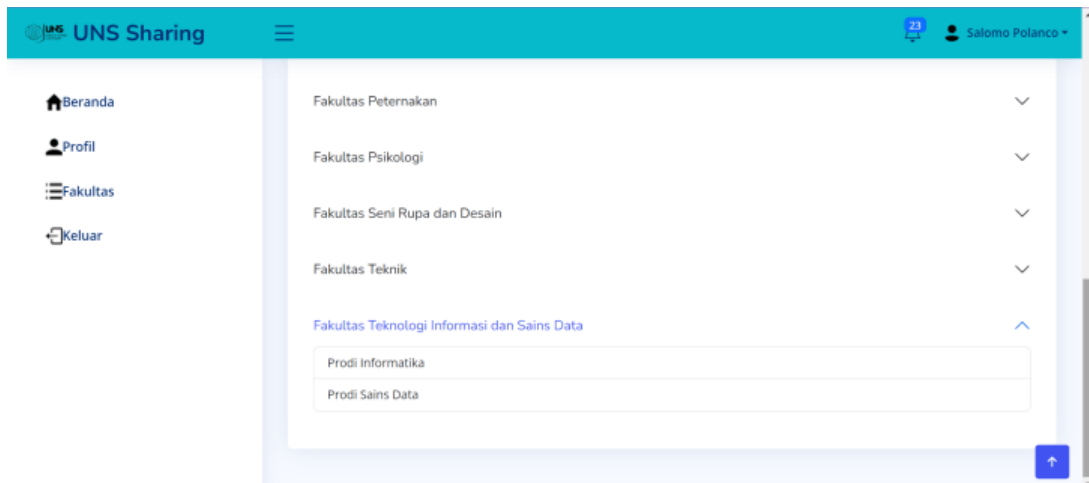 UNS UNS Sharing
23
Salomo Polanco
Beranda
Profil
Fakultas
Keluar
Fakultas Peternakan
Fakultas Psikologi
Fakultas Seni Rupa dan Desain
Fakultas Teknik
Fakultas Teknologi Informasi dan Sains Data
Prodi Informatika
Prodi Sains Data